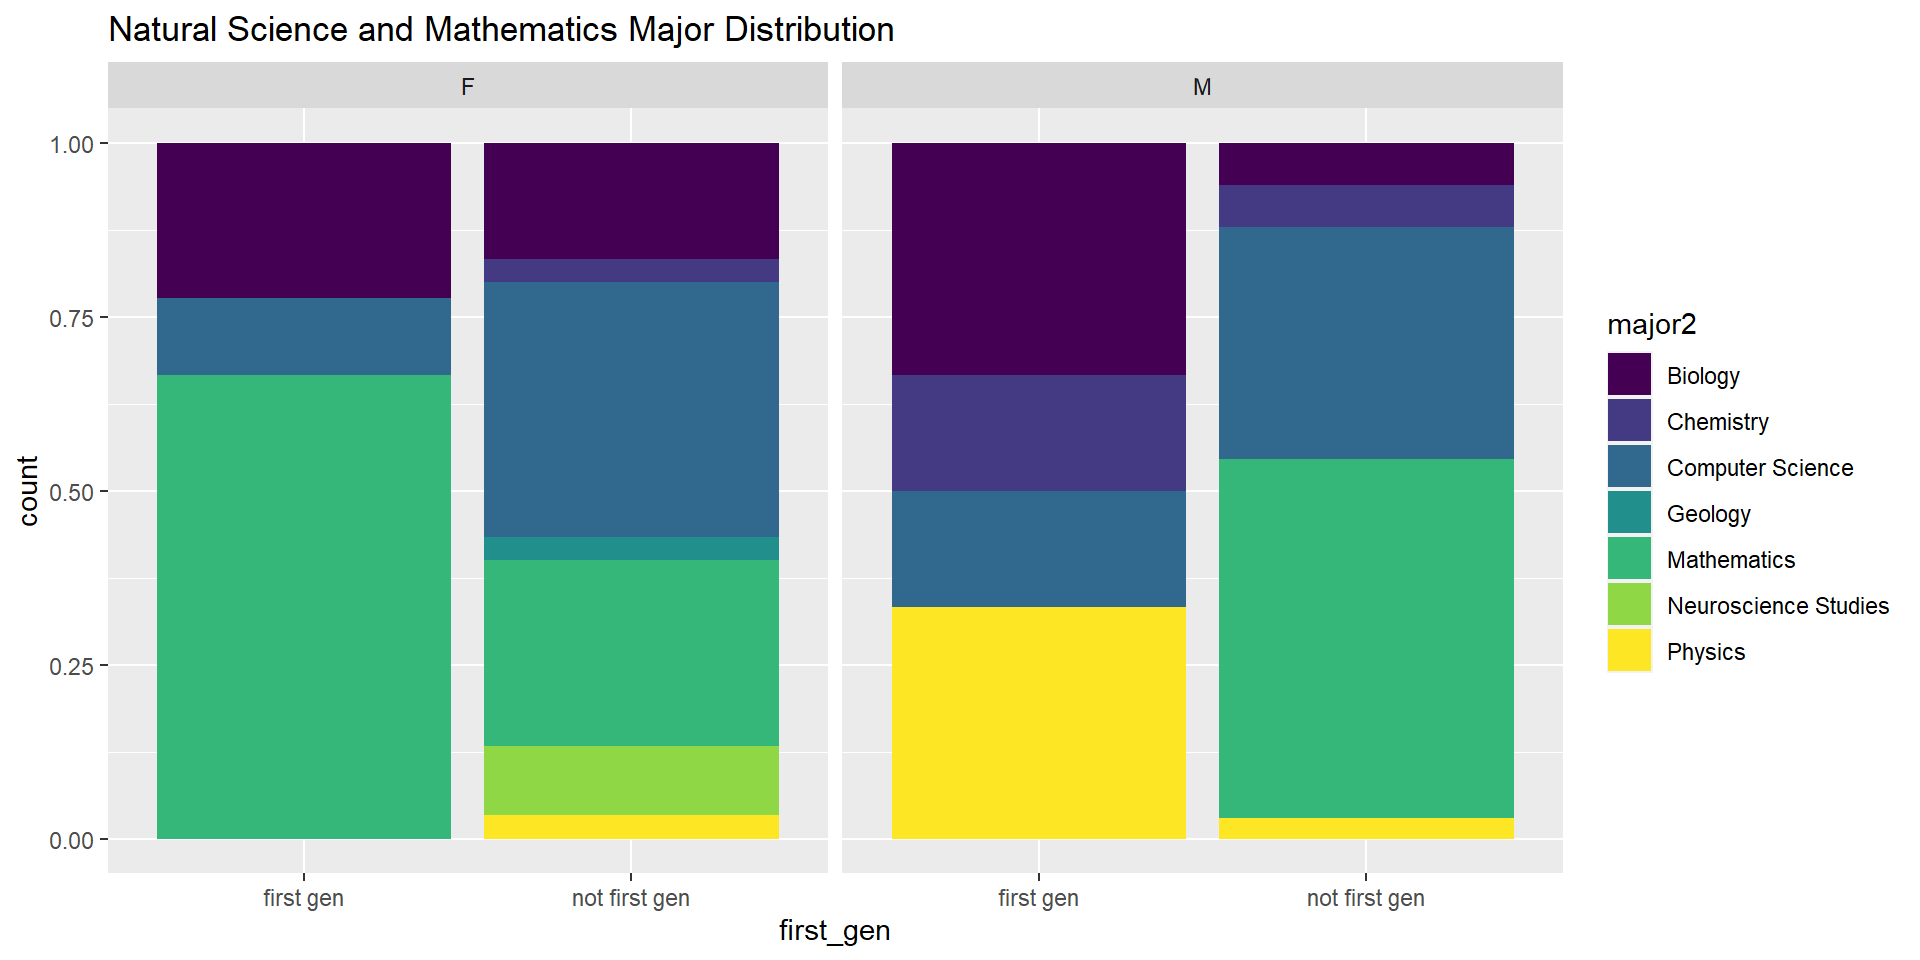 Natural Science and Mathematics Major Distribution
F
M
1.00
0.75
0.50
0.25
0.00
count
first gen
not first gen
first gen
not first gen
first_gen
major2
Biology
Chemistry
Computer Science
Geology
Mathematics
Neuroscience Studies
Physics